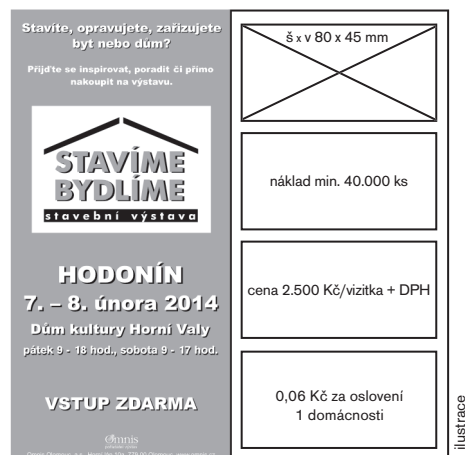 Stavíte, opravujete, zařizujete
byt nebo dům?
Přijďte se inspirovat, poradit či přímo
nakoupit na výstavu.
STAVÍME
BYDLÍME
stavební výstava
HODONÍN
7. – 8. února 2014
Dům kultury Horní Valy
pátek 9 - 18 hod., sobota 9 - 17 hod.
VSTUP ZDARMA
Omnis
š x v 80 x 45 mm
náklad min. 40.000 ks
cena 2.500 Kč/vizitka + DPH
0,06 Kč za oslovení
1 domácnosti
ilustrace